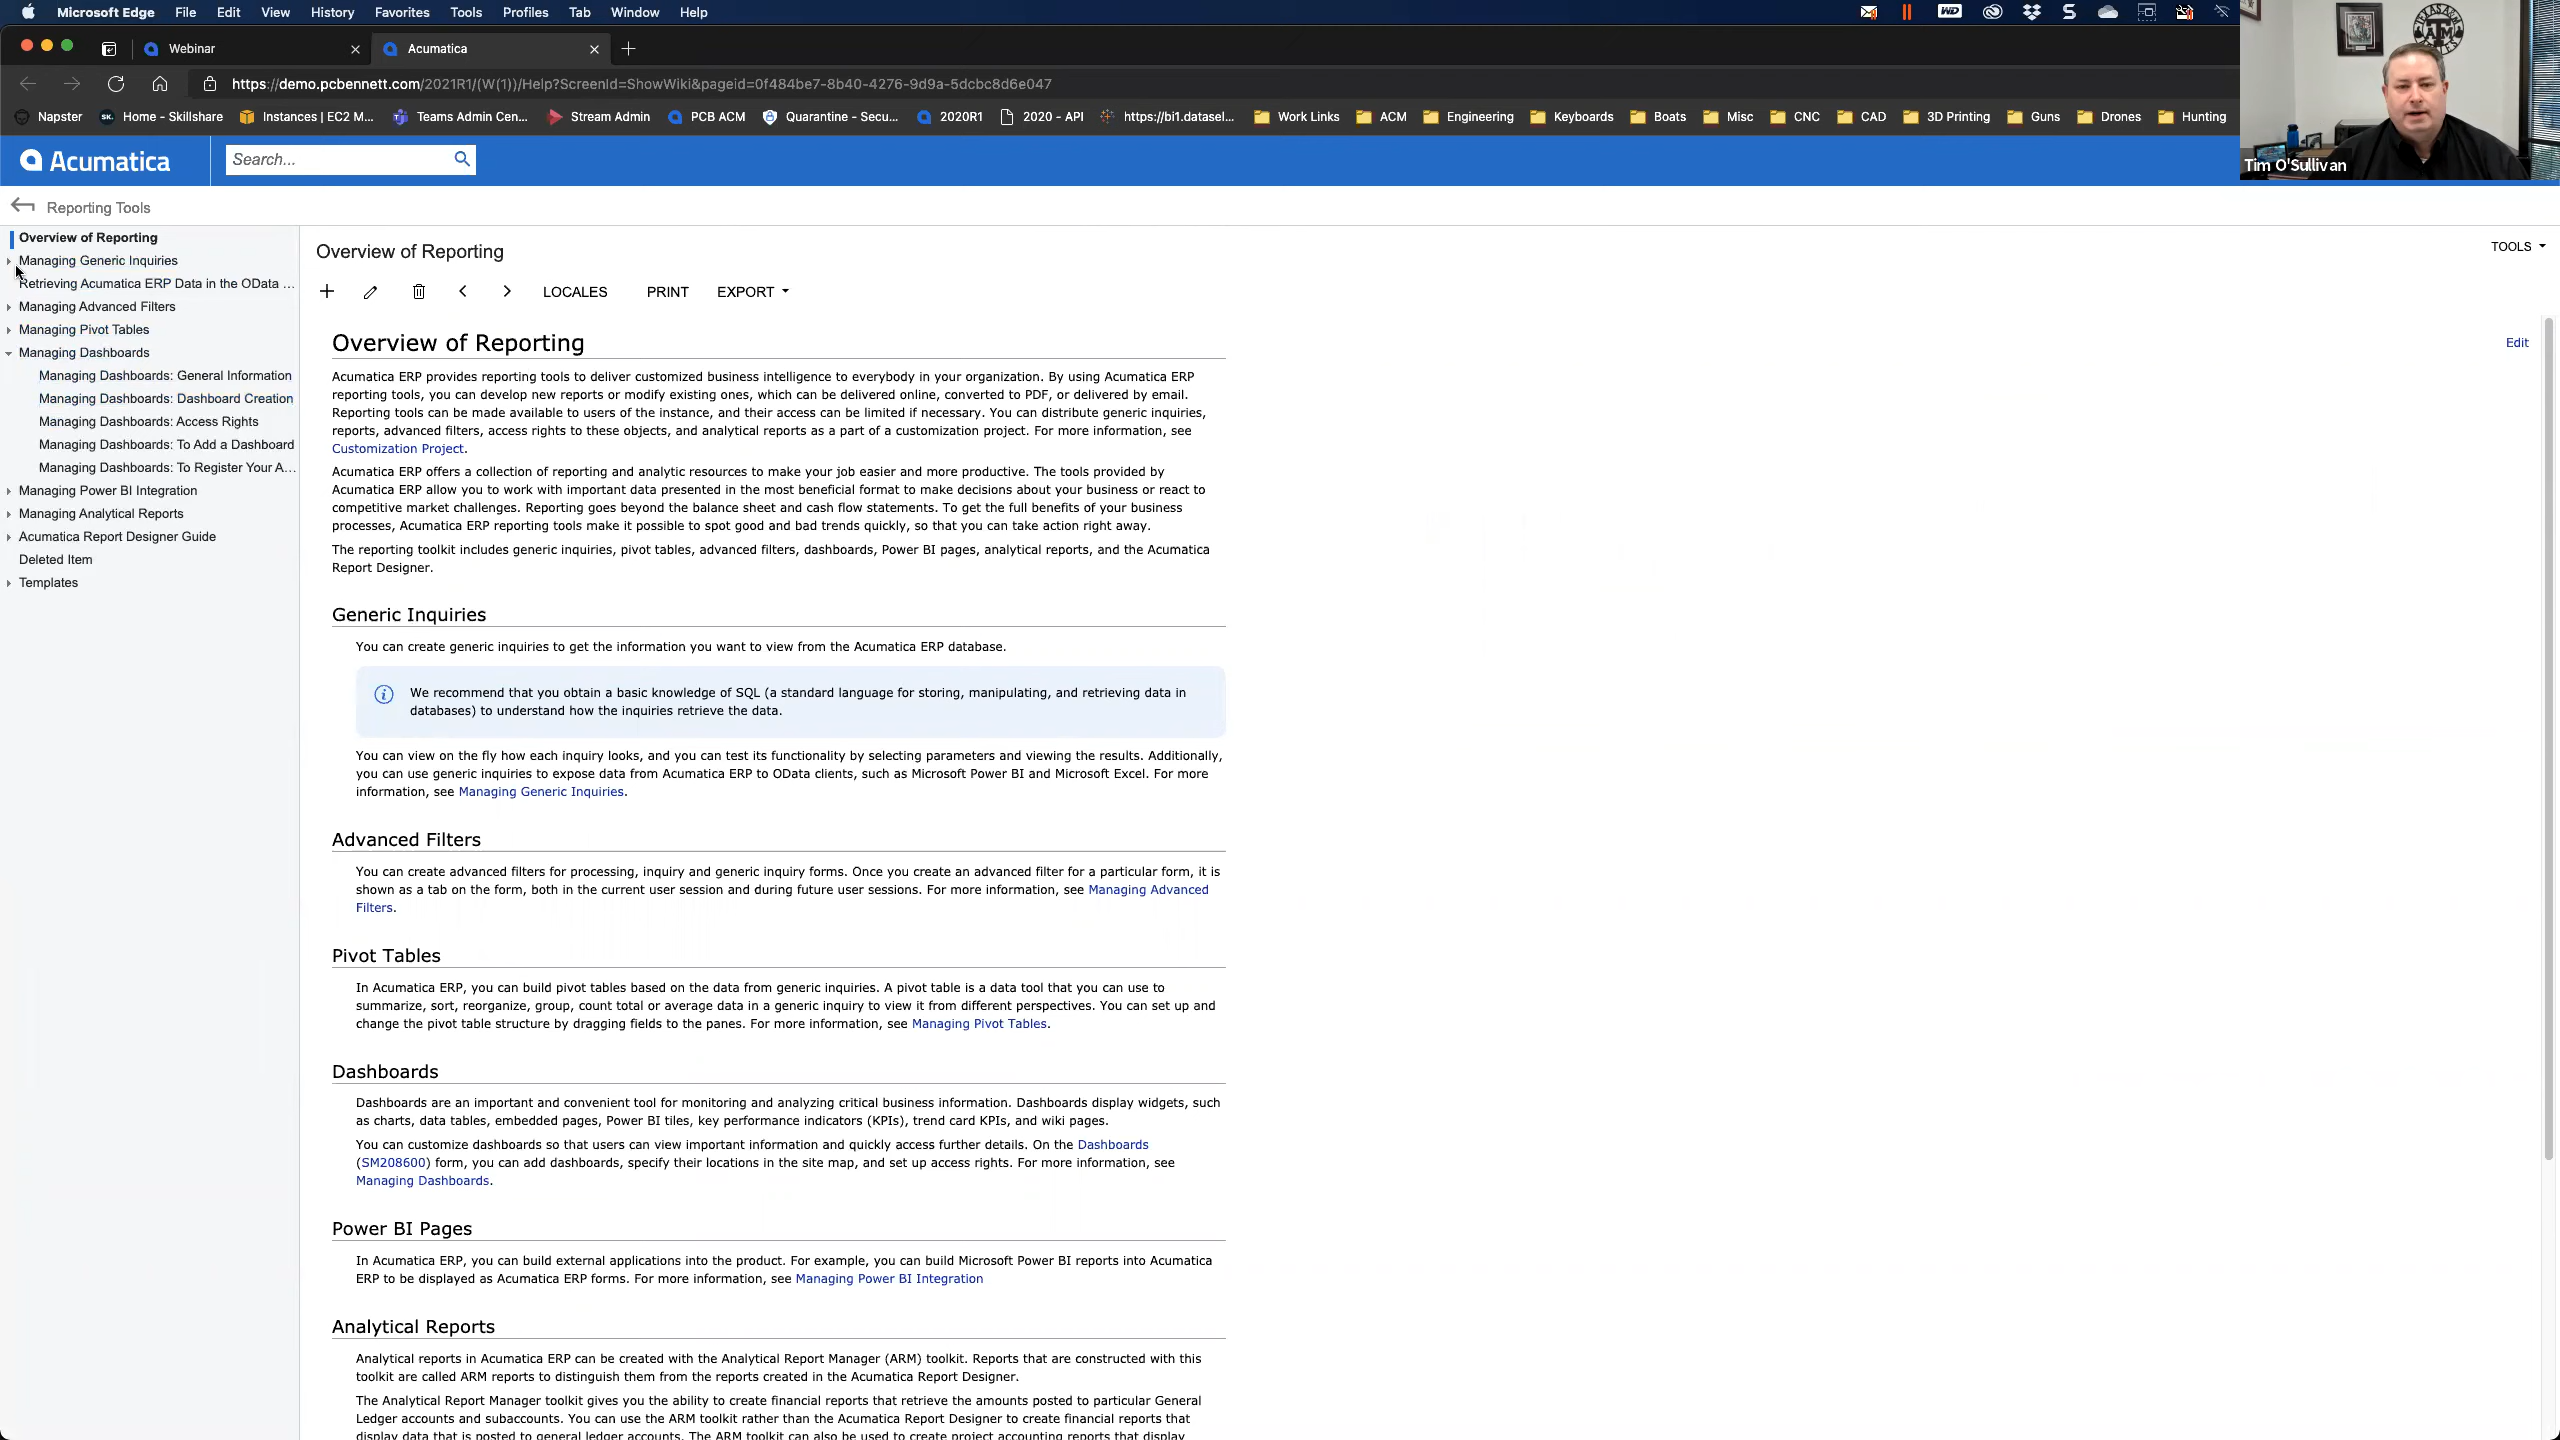 Microsoft Edge File Edit View History Favorites Tools Profiles Tab Window Help
Webinar
Acumatica
https://demo.pcbennett.com/2021R1/(W(1))/Help?ScreenId=ShowWiki&pageid=0f484be7-8b40-4276-9d9a-5dcbc8d6e047
Napster Home - Skillshare Instances | EC2 M... Teams Admin Cen... Stream Admin PCB ACM Quarantine - Secu... 2020R1 2020 - API https://bi1.datasel... Work Links ACM Engineering Keyboards Boats Misc CNC CAD 3D Printing Guns Drones Hunting
Tim O'Sullivan
Acumatica
Search...
Reporting Tools
Overview of Reporting
Managing Generic Inquiries
Retrieving Acumatica ERP Data in the OData ...
Managing Advanced Filters
Managing Pivot Tables
Managing Dashboards
Managing Dashboards: General Information
Managing Dashboards: Dashboard Creation
Managing Dashboards: Access Rights
Managing Dashboards: To Add a Dashboard
Managing Dashboards: To Register Your A...
Managing Power BI Integration
Managing Analytical Reports
Acumatica Report Designer Guide
Deleted Item
Templates
Overview of Reporting
TOOLS
LOCALES PRINT EXPORT
Overview of Reporting
Edit
Acumatica ERP provides reporting tools to deliver customized business intelligence to everybody in your organization. By using Acumatica ERP
reporting tools, you can develop new reports or modify existing ones, which can be delivered online, converted to PDF, or delivered by email.
Reporting tools can be made available to users of the instance, and their access can be limited if necessary. You can distribute generic inquiries,
reports, advanced filters, access rights to these objects, and analytical reports as a part of a customization project. For more information, see
Customization Project.
Acumatica ERP offers a collection of reporting and analytic resources to make your job easier and more productive. The tools provided by
Acumatica ERP allow you to work with important data presented in the most beneficial format to make decisions about your business or react to
competitive market challenges. Reporting goes beyond the balance sheet and cash flow statements. To get the full benefits of your business
processes, Acumatica ERP reporting tools make it possible to spot good and bad trends quickly, so that you can take action right away.
The reporting toolkit includes generic inquiries, pivot tables, advanced filters, dashboards, Power BI pages, analytical reports, and the Acumatica
Report Designer.
Generic Inquiries
You can create generic inquiries to get the information you want to view from the Acumatica ERP database.
We recommend that you obtain a basic knowledge of SQL (a standard language for storing, manipulating, and retrieving data in
databases) to understand how the inquiries retrieve the data.
You can view on the fly how each inquiry looks, and you can test its functionality by selecting parameters and viewing the results. Additionally,
you can use generic inquiries to expose data from Acumatica ERP to OData clients, such as Microsoft Power BI and Microsoft Excel. For more
information, see Managing Generic Inquiries.
Advanced Filters
You can create advanced filters for processing, inquiry and generic inquiry forms. Once you create an advanced filter for a particular form, it is
shown as a tab on the form, both in the current user session and during future user sessions. For more information, see Managing Advanced
Filters.
Pivot Tables
In Acumatica ERP, you can build pivot tables based on the data from generic inquiries. A pivot table is a data tool that you can use to
summarize, sort, reorganize, group, count total or average data in a generic inquiry to view it from different perspectives. You can set up and
change the pivot table structure by dragging fields to the panes. For more information, see Managing Pivot Tables.
Dashboards
Dashboards are an important and convenient tool for monitoring and analyzing critical business information. Dashboards display widgets, such
as charts, data tables, embedded pages, Power BI tiles, key performance indicators (KPIs), trend card KPIs, and wiki pages.
You can customize dashboards so that users can view important information and quickly access further details. On the Dashboards
(SM208600) form, you can add dashboards, specify their locations in the site map, and set up access rights. For more information, see
Managing Dashboards.
Power BI Pages
In Acumatica ERP, you can build external applications into the product. For example, you can build Microsoft Power BI reports into Acumatica
ERP to be displayed as Acumatica ERP forms. For more information, see Managing Power BI Integration
Analytical Reports
Analytical reports in Acumatica ERP can be created with the Analytical Report Manager (ARM) toolkit. Reports that are constructed with this
toolkit are called ARM reports to distinguish them from the reports created in the Acumatica Report Designer.
The Analytical Report Manager toolkit gives you the ability to create financial reports that retrieve the amounts posted to particular General
Ledger accounts and subaccounts. You can use the ARM toolkit rather than the Acumatica Report Designer to create financial reports that
display data that is posted to general ledger accounts. The ARM toolkit can also be used to create project accounting reports that display